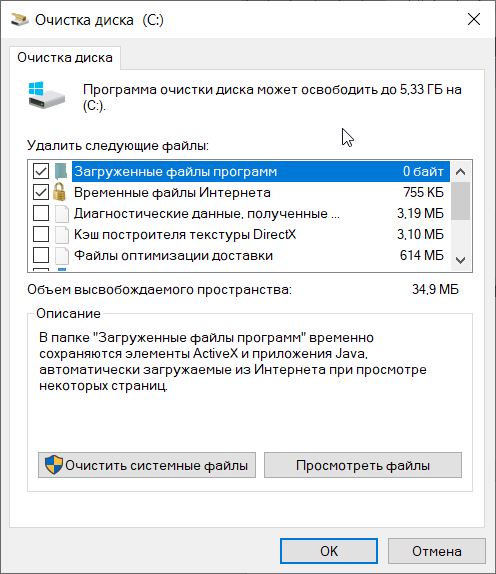 Очистка диска  (C:)
Очистка диска
Программа очистки диска может освободить до 5,33 ГБ на
(C:).
Удалить следующие файлы:
Загруженные файлы программ 0 байт
Временные файлы Интернета 755 КБ
Диагностические данные, полученные ... 3,19 МБ
Кэш построителя текстуры DirectX 3,10 МБ
Файлы оптимизации доставки 614 МБ
Объем высвобождаемого пространства: 34,9 МБ
Описание
В папке "Загруженные файлы программ" временно
сохраняются элементы ActiveX и приложения Java,
автоматически загружаемые из Интернета при просмотре
некоторых страниц.
Очистить системные файлы
Просмотреть файлы
OK
Отмена